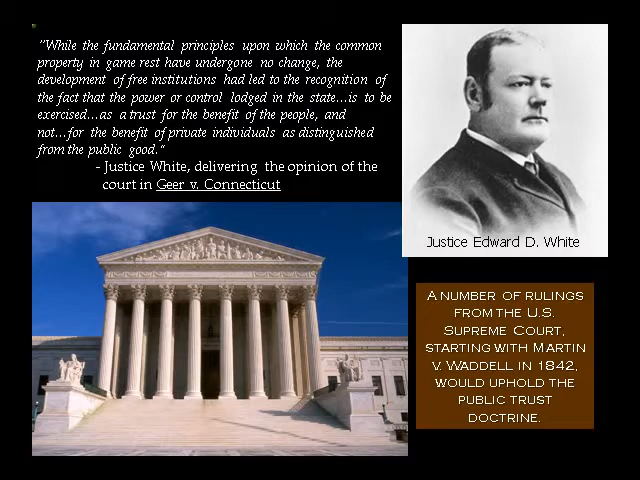 "While the fundamental principles upon which the common
property in game rest have undergone no change, the
development of free institutions had led to the recognition of
the fact that the power or control lodged in the state...is to be
exercised...as a trust for the benefit of the people, and
not...for the benefit of private individuals as distinguished
from the public good."
- Justice White, delivering the opinion of the
court in Geer v. Connecticut
Justice Edward D. White
A NUMBER OF RULINGS
FROM THE U.S.
SUPREME COURT,
STARTING WITH MARTIN
V. WADDELL IN 1842,
WOULD UPHOLD THE
PUBLIC TRUST
DOCTRINE.